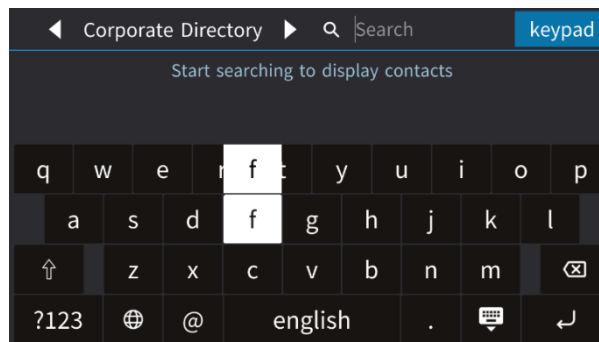 Corporate Directory Search keypad
Start searching to display contacts
q w e r f t y u i o p
a s d f g h j k l
z x c v b n m
?123 @ english .